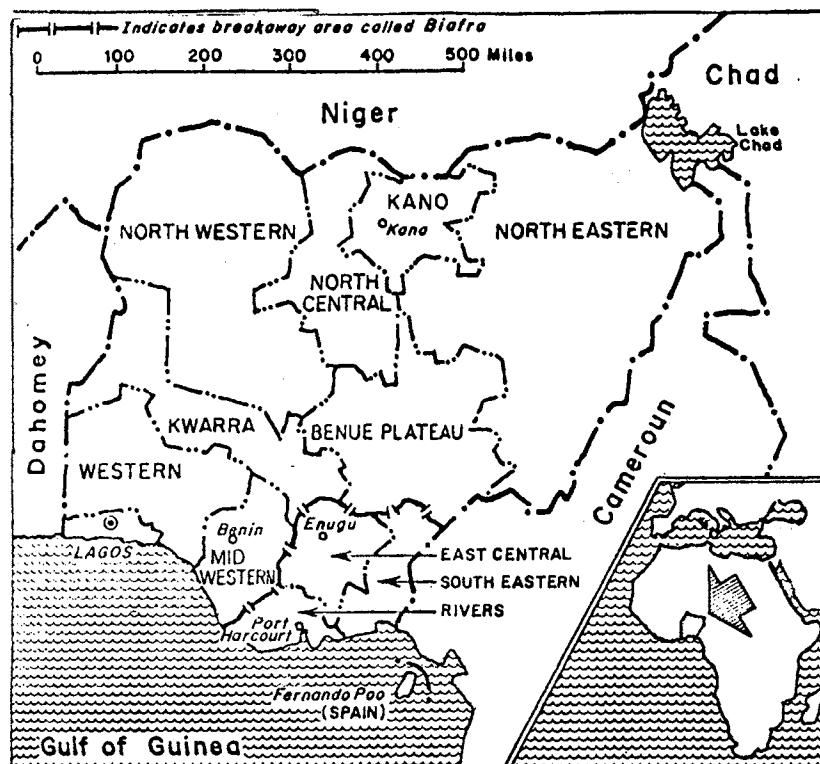 Indicates breakaway area called Biafra
0 100 200 300 400 500 Miles
Chad
Niger
Lake
Chad
KANO
Kana
NORTH WESTERN
NORTH EASTERN
NORTH
CENTRAL
Dahomey
KWARRA
BENUE PLATEAU
Cameroun
WESTERN
LAGOS
Benin
MID
WESTERN
Enugu
EAST CENTRAL
SOUTH EASTERN
RIVERS
Port
Harcourt
Fernando Poo
(SPAIN)
Gulf of Guinea